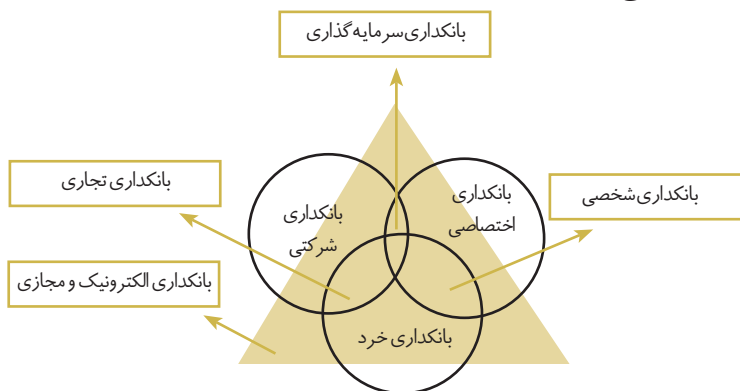 بانکداری سرمایه گذاری
بانکداری تجاری
بانکداری
اختصاصی
بانکداری شخصی
بانکداری
شرکتی
بانکداری الکترونیک و مجازی
بانکداری خرد